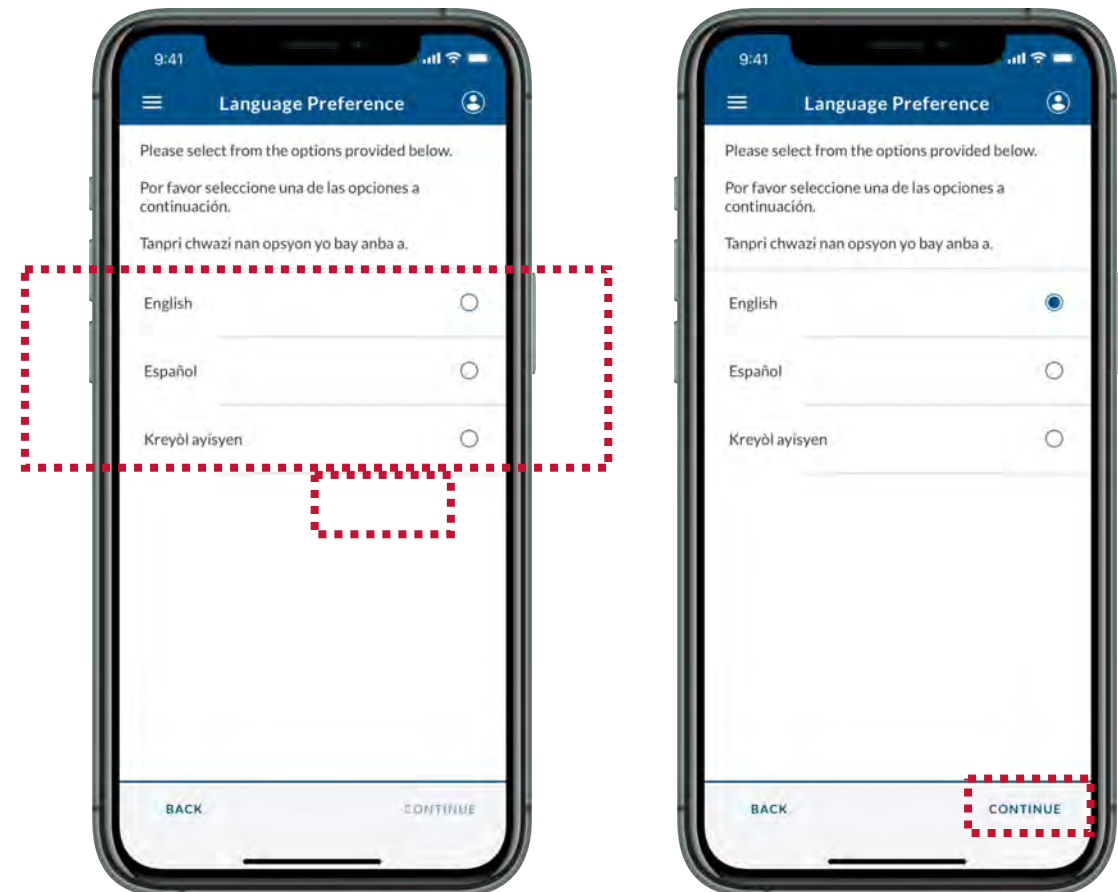 9:41
Language Preference
Please select from the options provided below.
Por favor seleccione una de las opciones a
continuación.
Tanpri chwazi nan opsyon yo bay anba a.
English
Español
Kreyòl ayisyen
BACK CONTINUE
9:41
Language Preference
Please select from the options provided below.
Por favor seleccione una de las opciones a
continuación.
Tanpri chwazi nan opsyon yo bay anba a.
English
Español
Kreyòl ayisyen
BACK CONTINUE